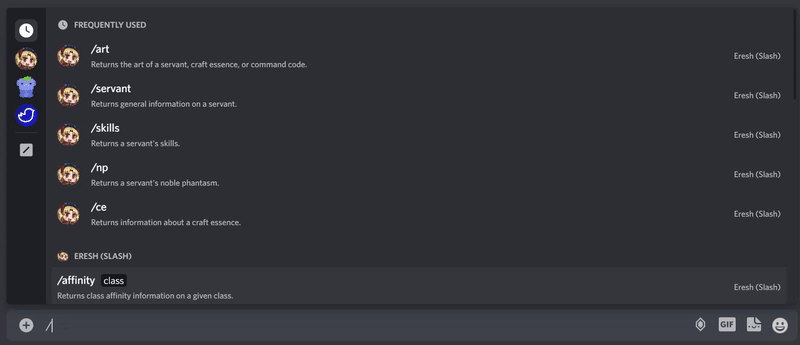 FREQUENTLY USED
/art
Returns the art of a servant, craft essence, or command code.
Eresh (Slash)
/servant
Returns general information on a servant.
Eresh (Slash)
/skills
Returns a servant's skills.
Eresh (Slash)
/np
Returns a servant's noble phantasm.
Eresh (Slash)
/ce
Returns information about a craft essence.
Eresh (Slash)
ERESH (SLASH)
/affinity class
Returns class affinity information on a given class.
Eresh (Slash)
/
GIF